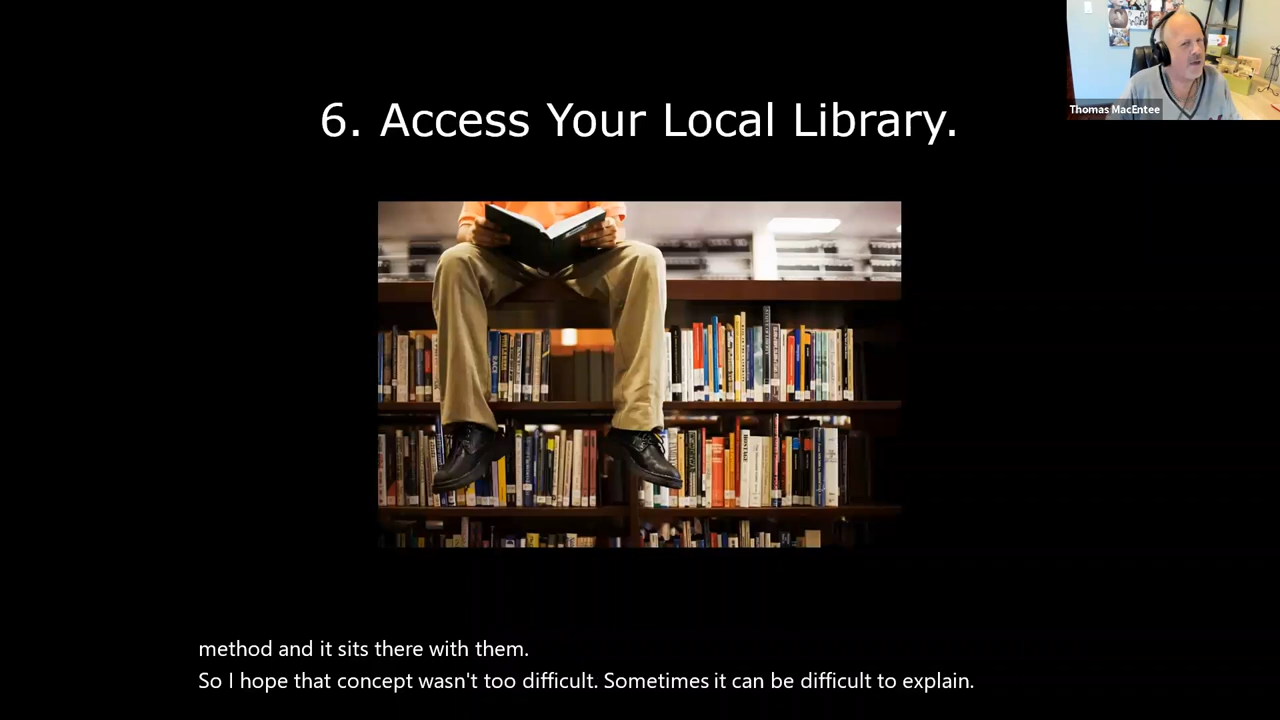 6. Access Your Local Library.
Thomas MacEntee
method and it sits there with them.
So I hope that concept wasn't too difficult. Sometimes it can be difficult to explain.